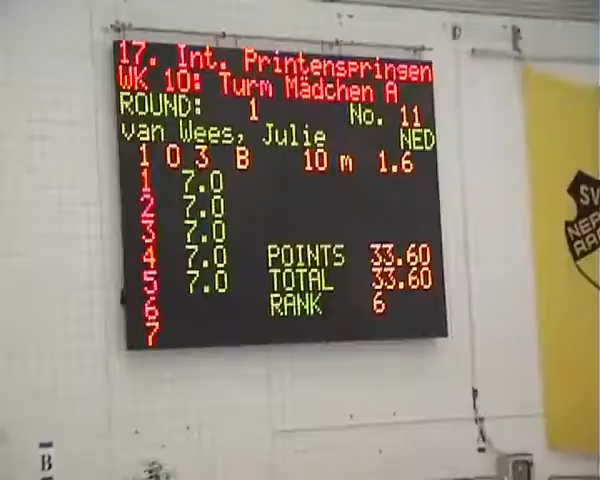 17. Int. Printenspringen
WK 10: Turm Mädchen A
ROUND: 1 No. 11
van Wees, Julie NED
1 0 3 B 10 m 1.6
1 7.0
2 7.0
3 7.0
4 7.0 POINTS 33.60
5 7.0 TOTAL 33.60
6 RANK 6
7
SV
B